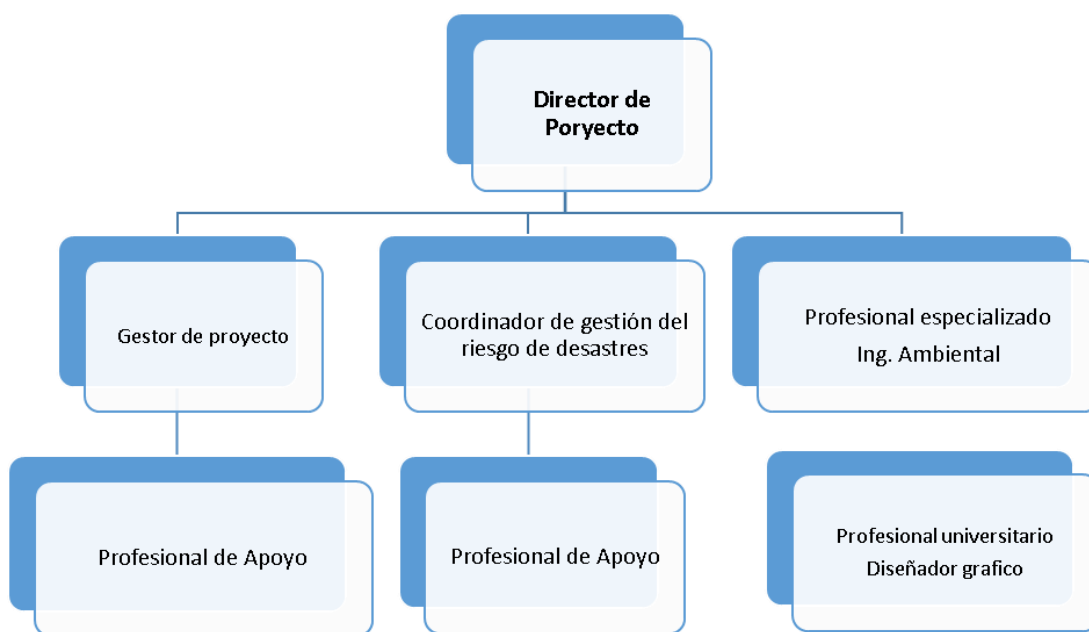 Director de
Poryecto
Gestor de proyecto
Coordinador de gestión del
riesgo de desastres
Profesional especializado
Ing. Ambiental
Profesional de Apoyo
Profesional de Apoyo
Profesional universitario
Diseñador grafico